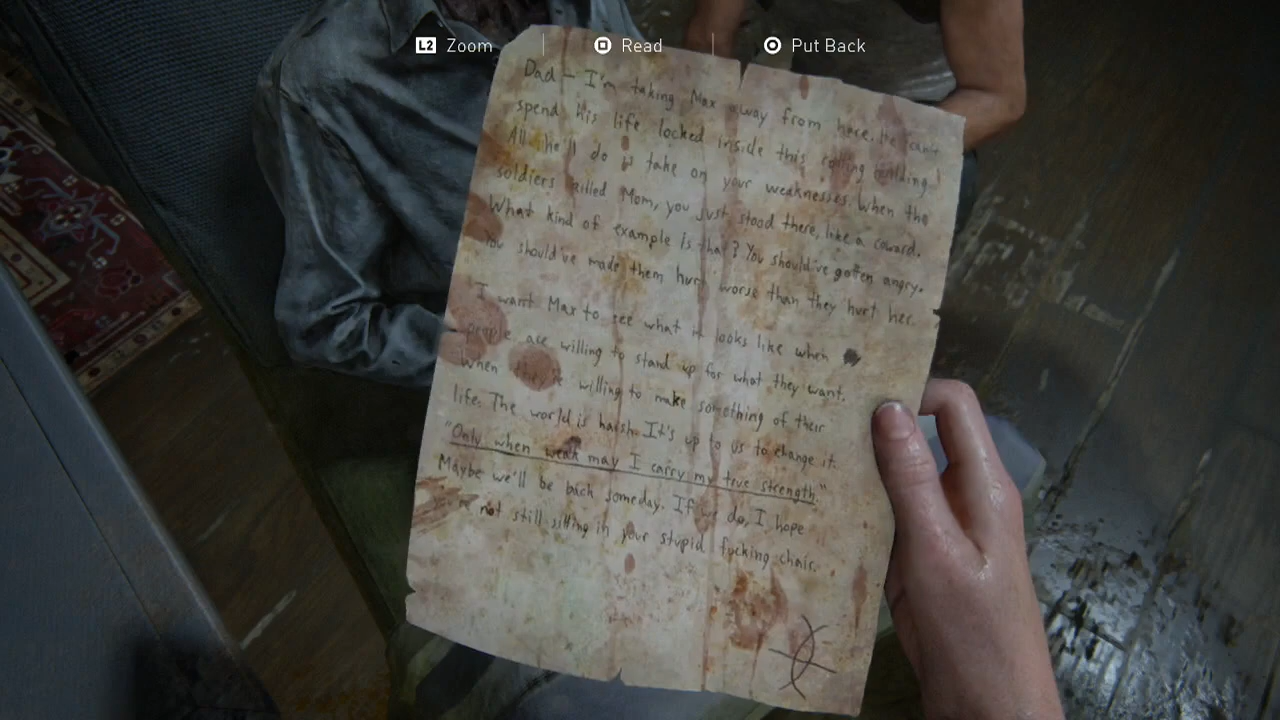 L2 Zoom
Read
Put Back
Dad - I'm taking Max away from here. He can't
spend his life locked inside this rotting building.
All he'll do is take on your weaknesses. When the
soldiers killed Mom, you just stood there, like a coward.
What kind of example is that? You should've gotten angry.
You should've made them hurt worse than they hurt her.
I want Max to see what it looks like when
people are willing to stand up for what they want.
When willing to make something of their
life. The world is harsh. It's up to us to change it.
"Only when weak may I carry my true strength."
Maybe we'll be back someday. If we do, I hope
not still sitting in your stupid fucking chair.